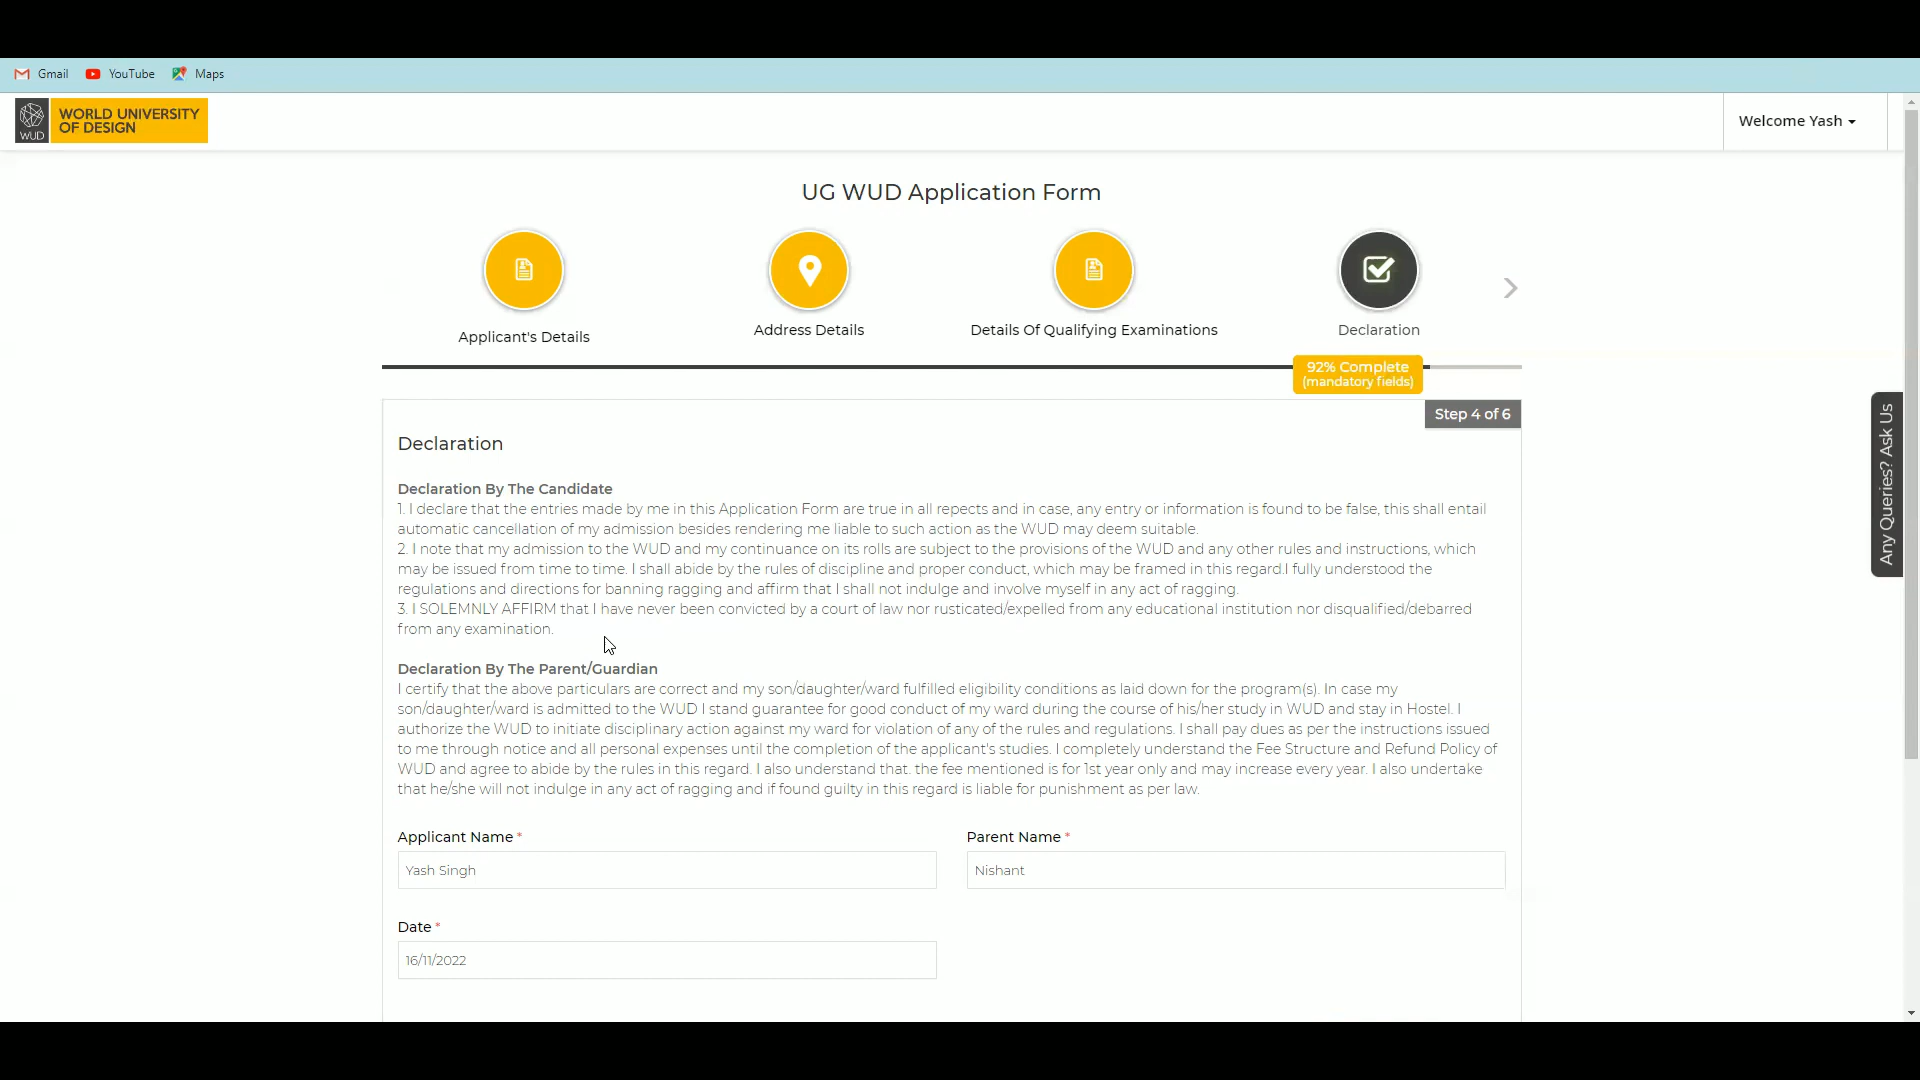 Gmail YouTube Maps
WUD
WORLD UNIVERSITY
OF DESIGN
Welcome Yash
UG WUD Application Form
Applicant's Details
Address Details
Details Of Qualifying Examinations
Declaration
92% Complete
(mandatory fields)
Step 4 of 6
Any Queries? Ask Us
Declaration
Declaration By The Candidate
1. I declare that the entries made by me in this Application Form are true in all repects and in case, any entry or information is found to be false, this shall entail
automatic cancellation of my admission besides rendering me liable to such action as the WUD may deem suitable.
2. I note that my admission to the WUD and my continuance on its rolls are subject to the provisions of the WUD and any other rules and instructions, which
may be issued from time to time. I shall abide by the rules of discipline and proper conduct, which may be framed in this regard.I fully understood the
regulations and directions for banning ragging and affirm that I shall not indulge and involve myself in any act of ragging.
3. I SOLEMNLY AFFIRM that I have never been convicted by a court of law nor rusticated/expelled from any educational institution nor disqualified/debarred
from any examination.
Declaration By The Parent/Guardian
I certify that the above particulars are correct and my son/daughter/ward fulfilled eligibility conditions as laid down for the program(s). In case my
son/daughter/ward is admitted to the WUD I stand guarantee for good conduct of my ward during the course of his/her study in WUD and stay in Hostel. I
authorize the WUD to initiate disciplinary action against my ward for violation of any of the rules and regulations. I shall pay dues as per the instructions issued
to me through notice and all personal expenses until the completion of the applicant's studies. I completely understand the Fee Structure and Refund Policy of
WUD and agree to abide by the rules in this regard. I also understand that. the fee mentioned is for 1st year only and may increase every year. I also undertake
that he/she will not indulge in any act of ragging and if found guilty in this regard is liable for punishment as per law.
Applicant Name *
Parent Name *
Yash Singh
Nishant
Date *
16/11/2022